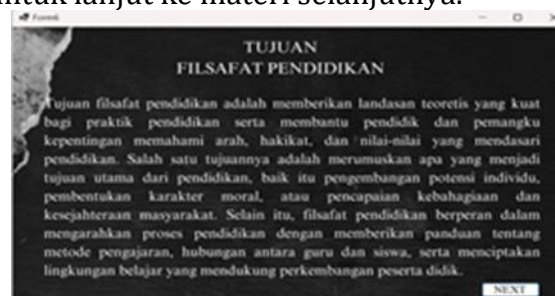 untuk lanjut ke materi selanjutnya.
Form6
TUJUAN
FILSAFAT PENDIDIKAN
Tujuan filsafat pendidikan adalah memberikan landasan teoretis yang kuat
bagi praktik pendidikan serta membantu pendidik dan pemangku
kepentingan memahami arah, hakikat, dan nilai-nilai yang mendasari
pendidikan. Salah satu tujuannya adalah merumuskan apa yang menjadi
tujuan utama dari pendidikan, baik itu pengembangan potensi individu,
pembentukan karakter moral, atau pencapaian kebahagiaan dan
kesejahteraan masyarakat. Selain itu, filsafat pendidikan berperan dalam
mengarahkan proses pendidikan dengan memberikan panduan tentang
metode pengajaran, hubungan antara guru dan siswa, serta menciptakan
lingkungan belajar yang mendukung perkembangan peserta didik.
NEXT